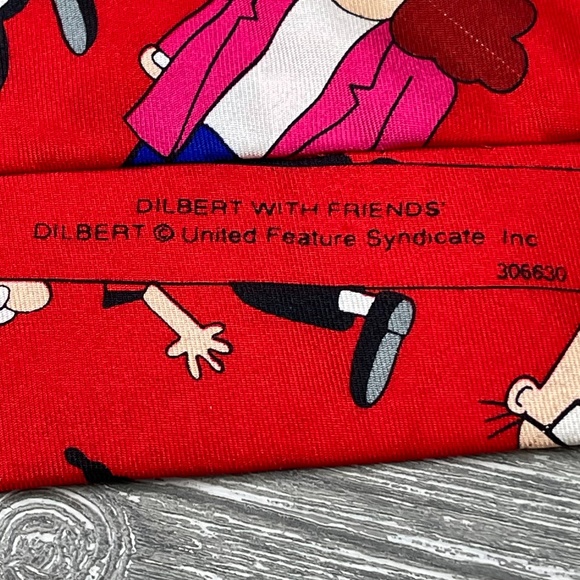 DILBERT WITH FRIENDS'
DILBERT © United Feature Syndicate, Inc
306630